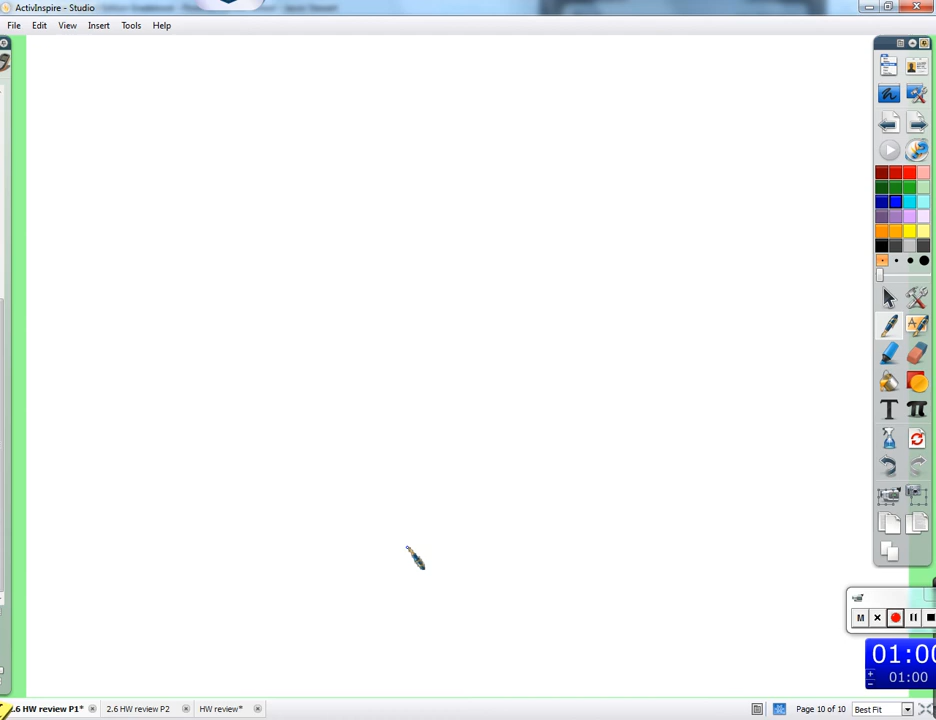 ActivInspire - Studio
File Edit View Insert Tools Help
M
01:00
01:00
2.6 HW review P1* 2.6 HW review P2 HW review* Page 10 of 10 Best Fit